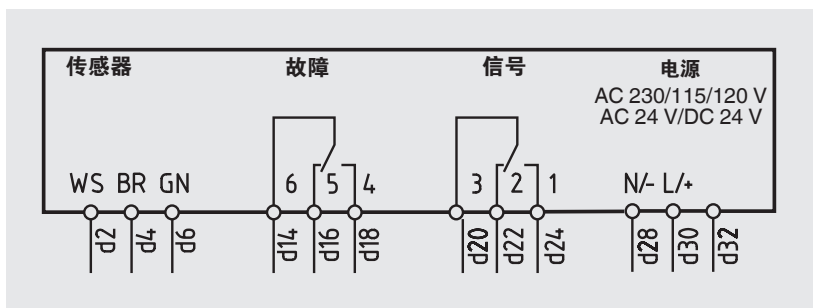 传感器 故障 信号 电源
AC 230/115/120 V
AC 24 V/DC 24 V
WS BR GN 6 5 4 3 2 1 N/- L/+
d2 d4 d6 d14 d16 d18 d20 d22 d24 d28 d30 d32